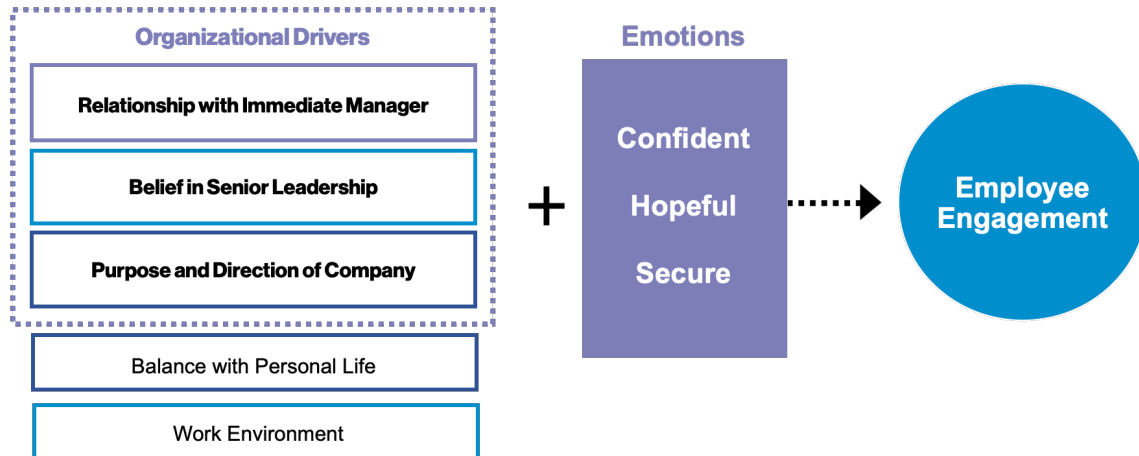 Organizational Drivers
Relationship with Immediate Manager
Belief in Senior Leadership
Purpose and Direction of Company
Balance with Personal Life
Work Environment
+
Emotions
Confident
Hopeful
Secure
Employee
Engagement